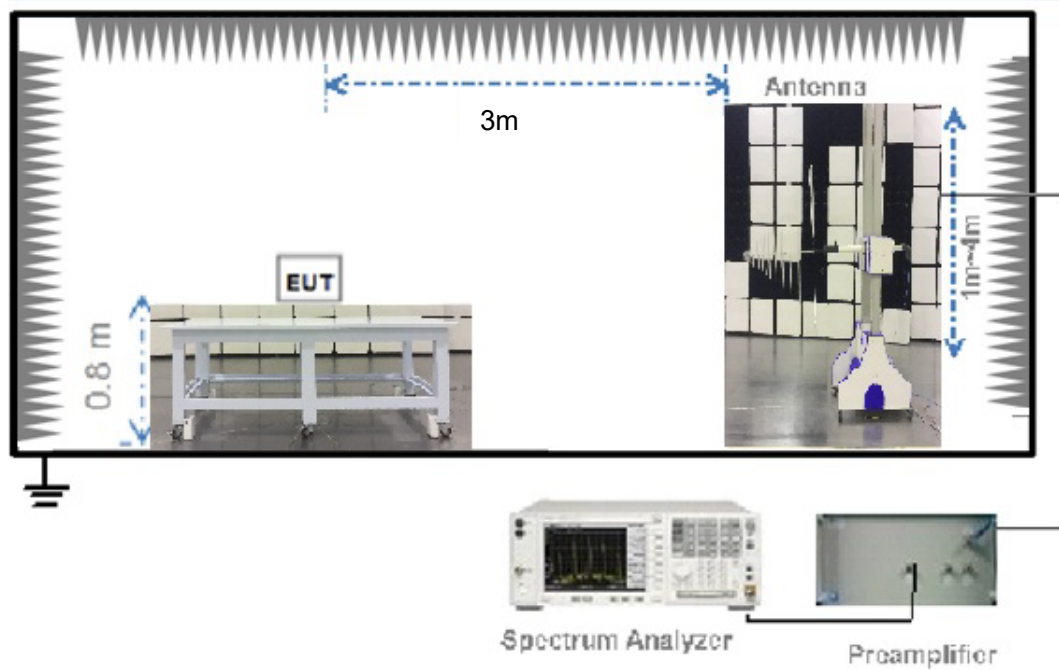 Antenna
3m
EUT
0.8 m
1m~4m
Spectrum Analyzer
Preamplifier